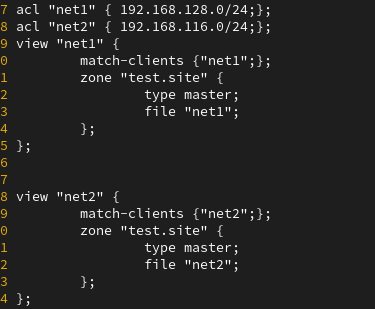 7 acl "net1" { 192.168.128.0/24;};
8 acl "net2" { 192.168.116.0/24;};
9 view "net1" {
0         match-clients {"net1";};
1         zone "test.site" {
2                 type master;
3                 file "net1";
4         };
5 };
6
7
8 view "net2" {
9         match-clients {"net2";};
0         zone "test.site" {
1                 type master;
2                 file "net2";
3         };
4 };